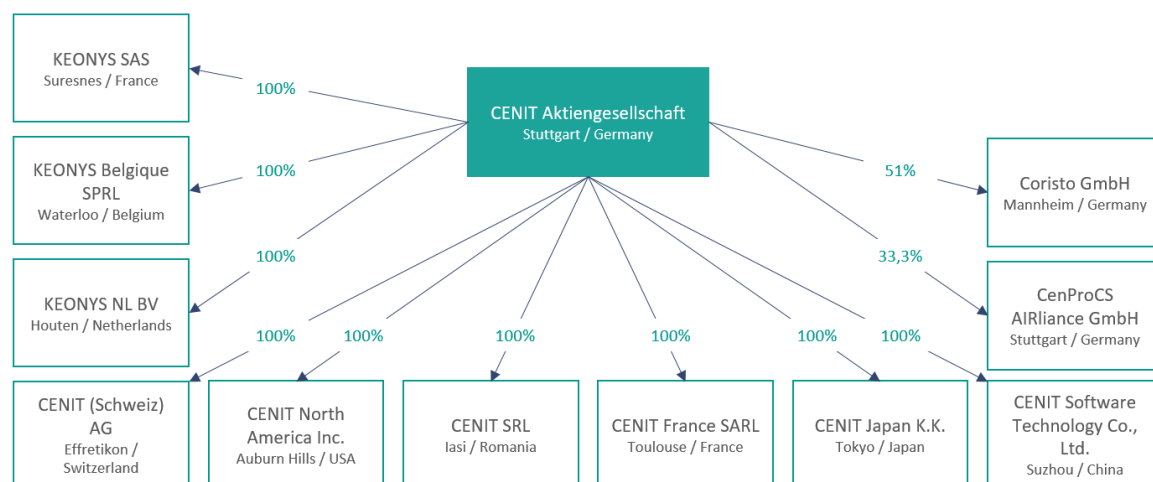 KEONYS SAS
Suresnes / France
100%
CENIT Aktiengesellschaft
Stuttgart / Germany
KEONYS Belgique
SPRL
Waterloo / Belgium
100%
51%
Coristo GmbH
Mannheim / Germany
KEONYS NL BV
Houten / Netherlands
100%
33,3%
CenProCS
AIRliance GmbH
Stuttgart / Germany
100%
100%
100%
100%
100%
100%
CENIT (Schweiz)
AG
Effretikon /
Switzerland
CENIT North
America Inc.
Auburn Hills / USA
CENIT SRL
Iasi / Romania
CENIT France SARL
Toulouse / France
CENIT Japan K.K.
Tokyo / Japan
CENIT Software
Technology Co.,
Ltd.
Suzhou / China